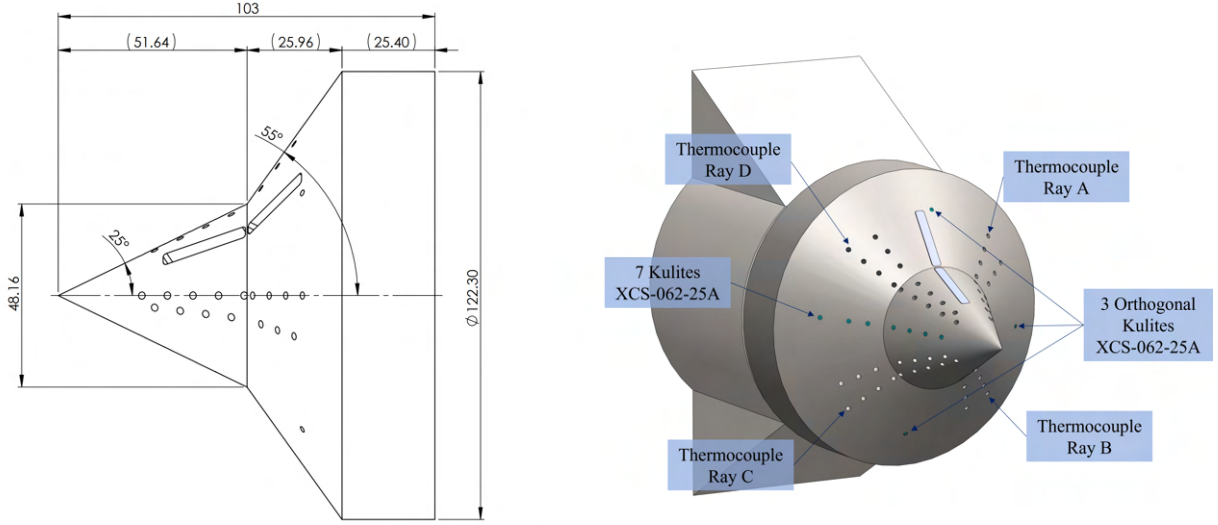 103
(51.64)
(25.96)
(25.40)
55°
25°
48.16
Ø122.30
Thermocouple
Ray D
Thermocouple
Ray A
7 Kulites
XCS-062-25A
3 Orthogonal
Kulites
XCS-062-25A
Thermocouple
Ray C
Thermocouple
Ray B